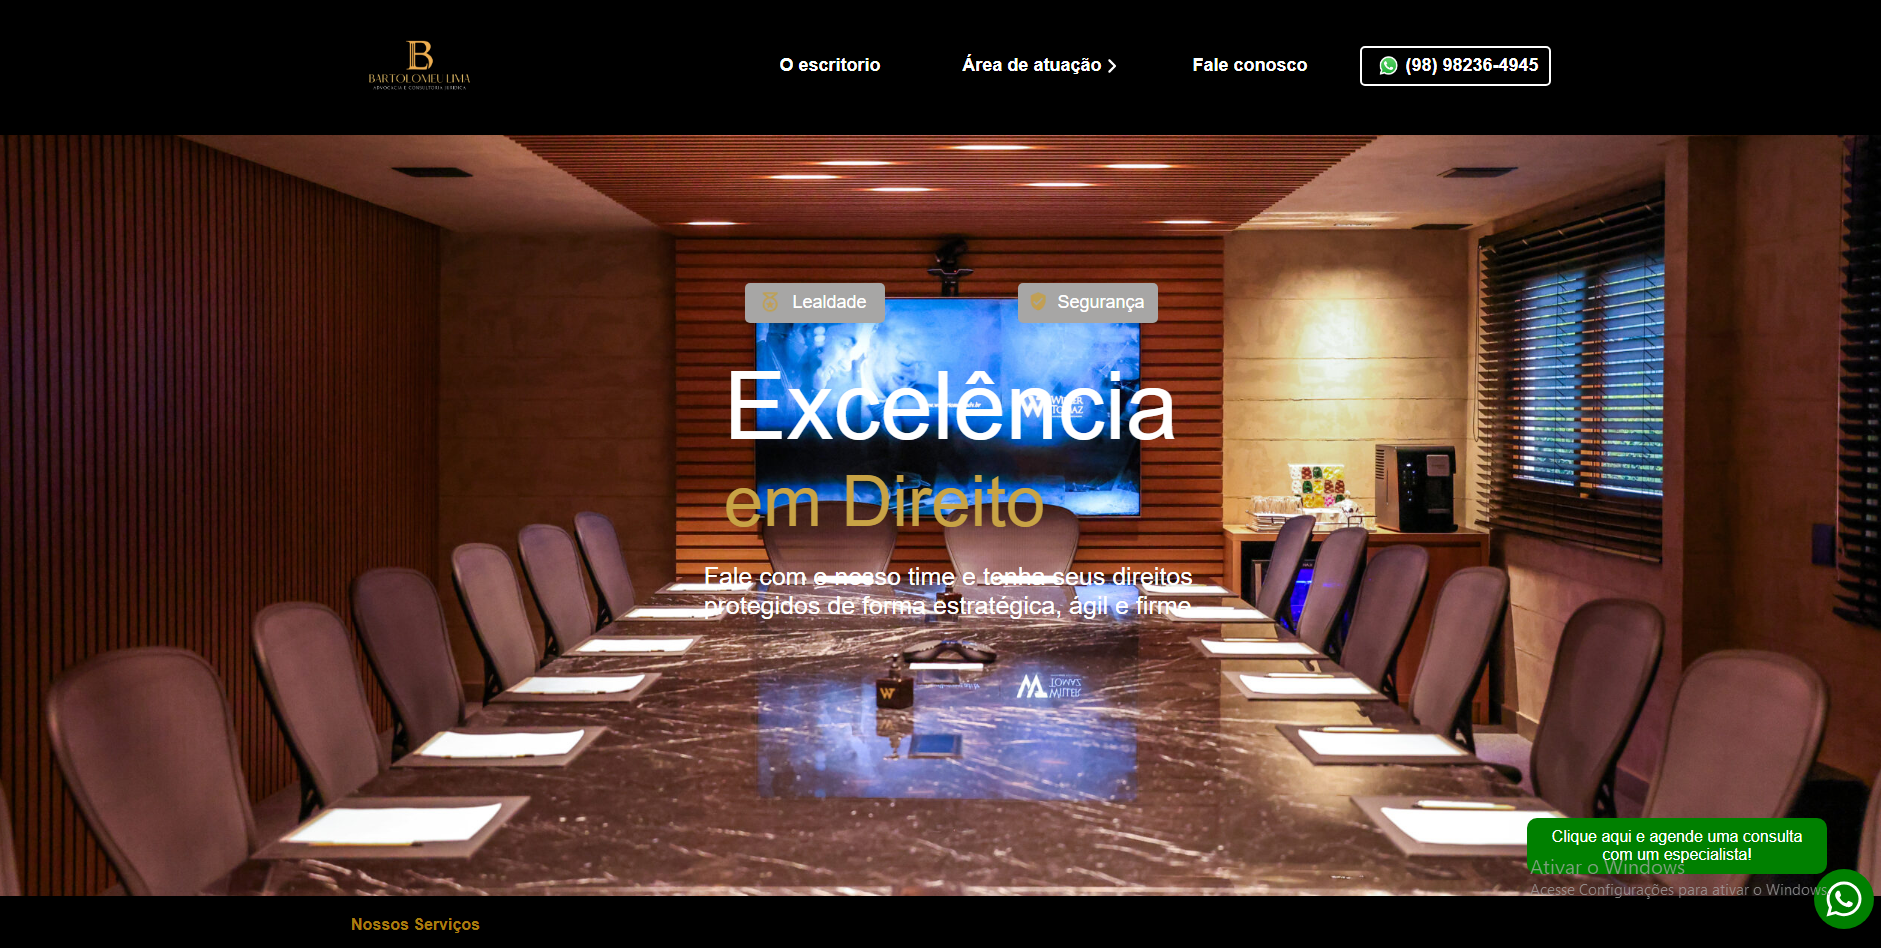 B
BARTOLOMEU LIMA
ADVOCACIA E CONSULTORIA JURÍDICA
O escritorio
Área de atuação
Fale conosco
(98) 98236-4945
Lealdade
Segurança
Excelência
em Direito
Fale com o nosso time e tenha seus direitos
protegidos de forma estratégica, ágil e firme
Clique aqui e agende uma consulta
com um especialista!
Ativar o Windows
Acesse Configurações para ativar o Windows
Nossos Serviços